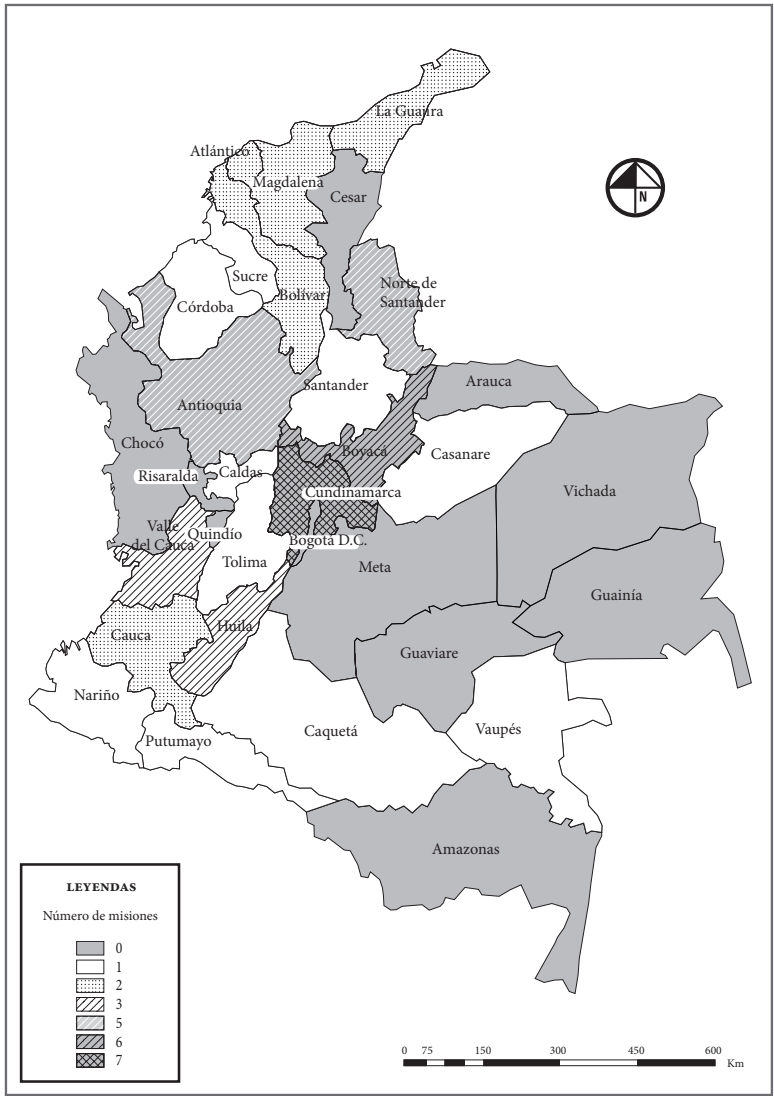 La Guajira
Atlántico
Magdalena
Cesar
N
Sucre
Bolívar
Norte de
Santander
Córdoba
Santander
Arauca
Antioquia
Chocó
Boyacá
Casanare
Risaralda
Caldas
Cundinamarca
Vichada
Valle
del Cauca
Quindío
Bogotá D.C.
Tolima
Meta
Guainía
Cauca
Huila
Guaviare
Nariño
Caquetá
Vaupés
Putumayo
Amazonas
LEYENDAS
Número de misiones
0
1
2
3
5
6
7
0 75 150 300 450 600
Km